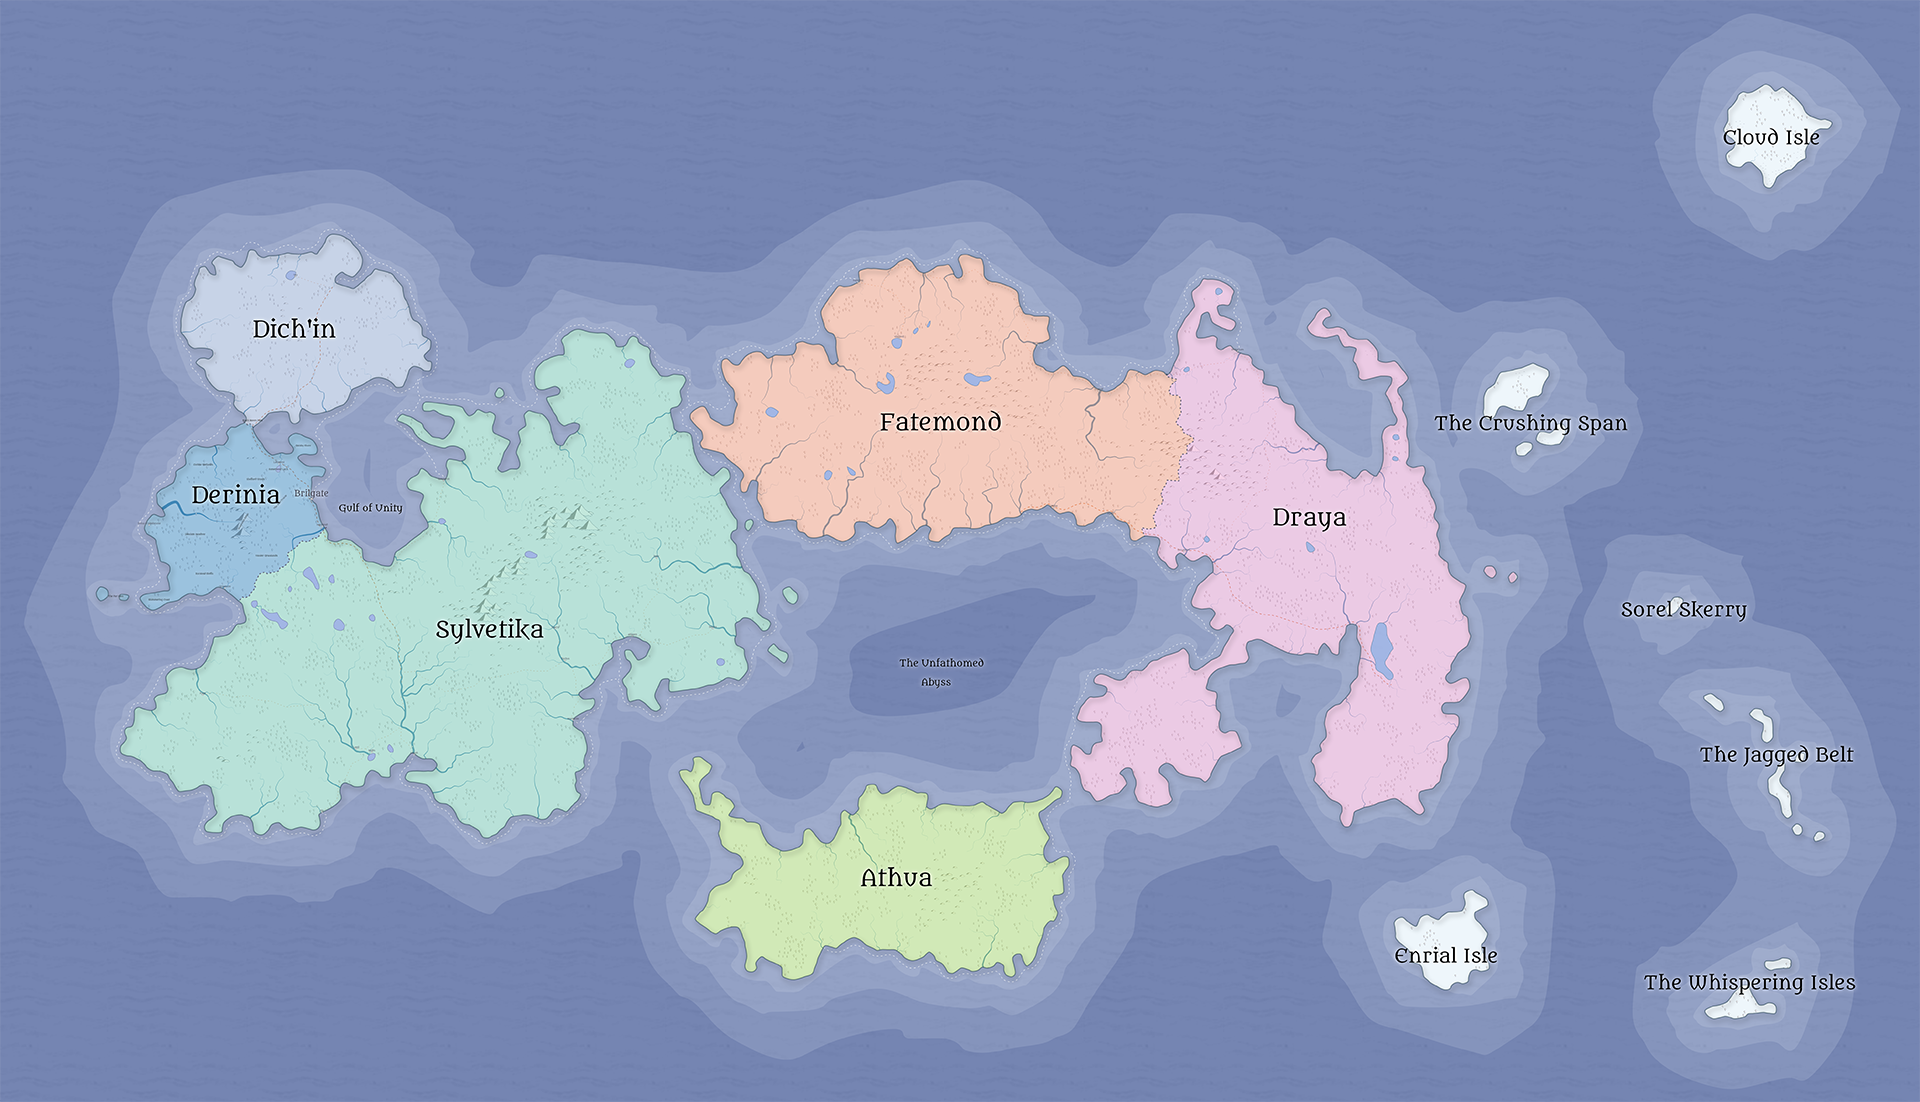 Cloud Isle
Dich'in
Fatemond
The Crushing Span
Derinia
Brilgate
Gulf of Unity
Draya
Sylvetika
Sorel Skerry
The Unfathomed
Abyss
The Jagged Belt
Athua
Enrial Isle
The Whispering Isles